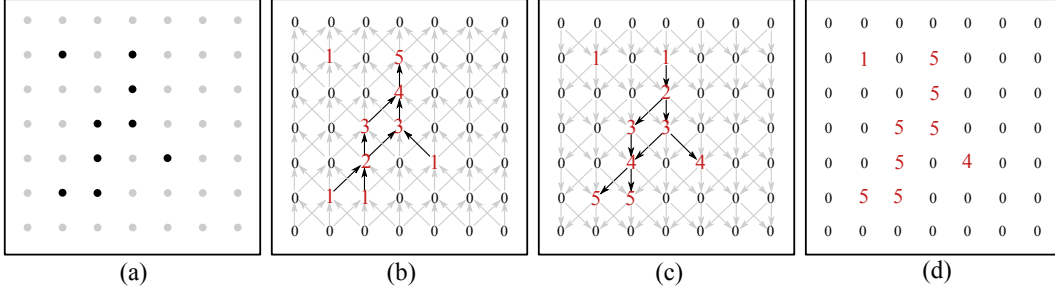 (a)
0 0 0 0 0 0 0
0 1 0 5 0 0 0
0 0 0 4 0 0 0
0 0 3 3 0 0 0
0 0 2 0 1 0 0
0 1 1 0 0 0 0
0 0 0 0 0 0 0
(b)
0 0 0 0 0 0 0
0 1 0 1 0 0 0
0 0 0 2 0 0 0
0 0 3 3 0 0 0
0 0 4 0 4 0 0
0 5 5 0 0 0 0
0 0 0 0 0 0 0
(c)
0 0 0 0 0 0 0
0 1 0 5 0 0 0
0 0 0 5 0 0 0
0 0 5 5 0 0 0
0 0 5 0 4 0 0
0 5 5 0 0 0 0
0 0 0 0 0 0 0
(d)